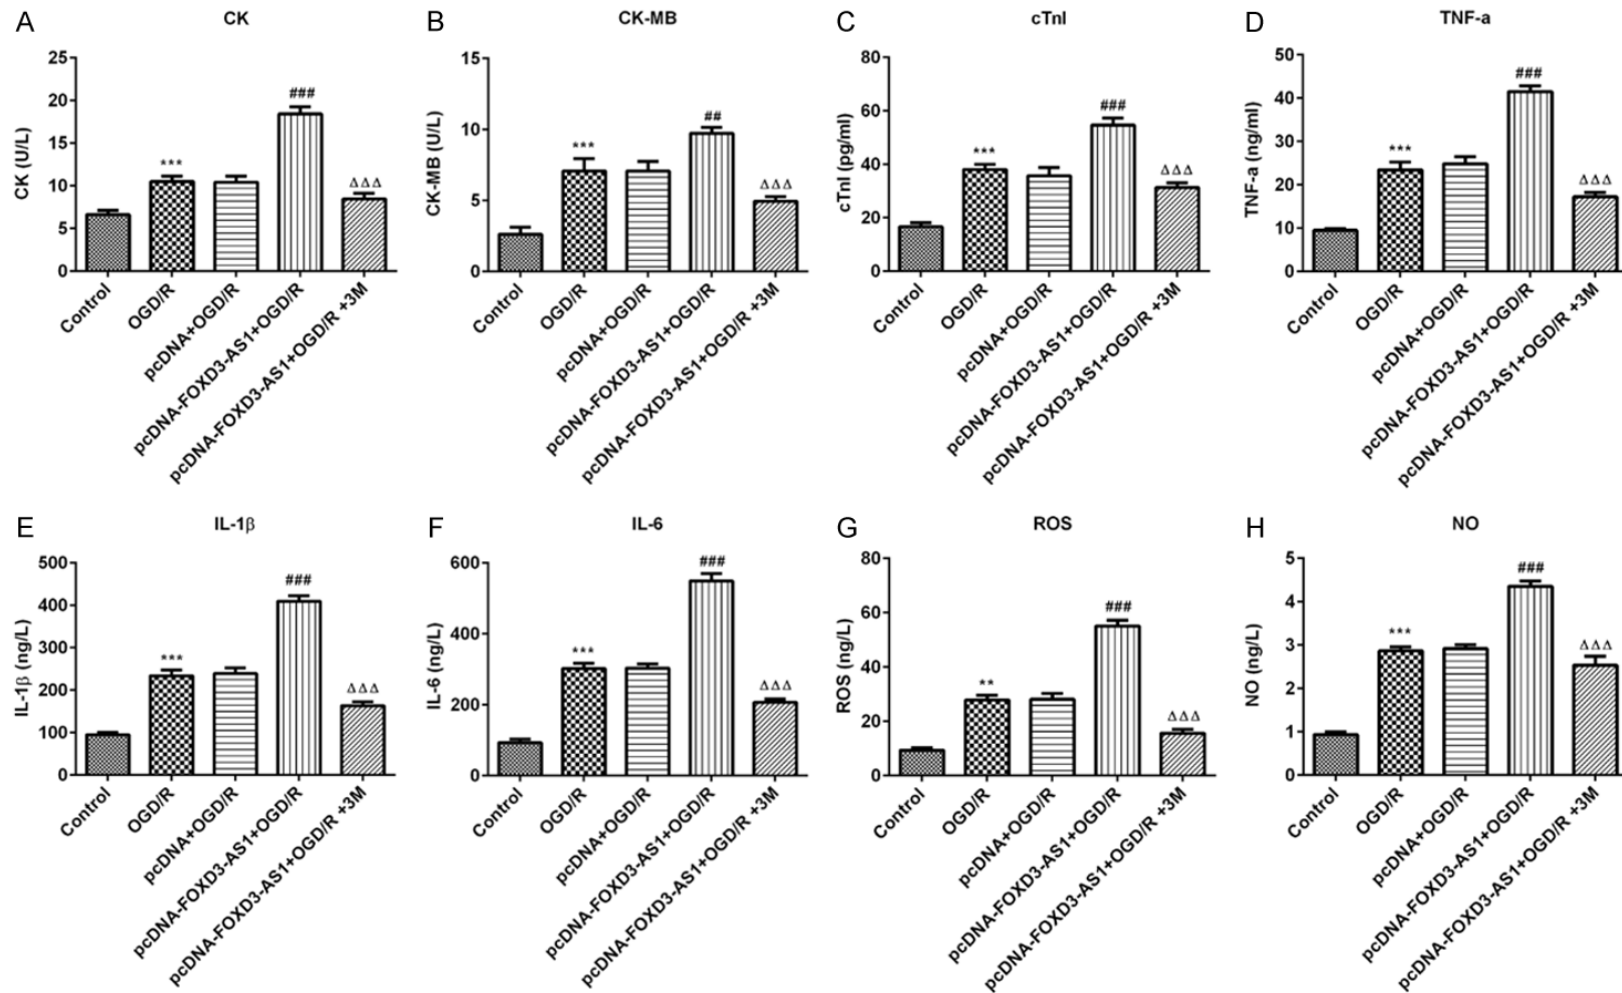 A
CK
CK (U/L)
25
20
15
10
5
0
***
###
ΔΔΔ
Control
OGD/R
pcDNA+OGD/R
pcDNA-FOXD3-AS1+OGD/R
pcDNA-FOXD3-AS1+OGD/R +3M
B
CK-MB
CK-MB (U/L)
15
10
5
0
***
##
ΔΔΔ
Control
OGD/R
pcDNA+OGD/R
pcDNA-FOXD3-AS1+OGD/R
pcDNA-FOXD3-AS1+OGD/R +3M
C
cTnI
cTnI (pg/ml)
80
60
40
20
0
***
###
ΔΔΔ
Control
OGD/R
pcDNA+OGD/R
pcDNA-FOXD3-AS1+OGD/R
pcDNA-FOXD3-AS1+OGD/R +3M
D
TNF-a
TNF-a (ng/ml)
50
40
30
20
10
0
***
###
ΔΔΔ
Control
OGD/R
pcDNA+OGD/R
pcDNA-FOXD3-AS1+OGD/R
pcDNA-FOXD3-AS1+OGD/R +3M
E
IL-1β
IL-1β (ng/L)
500
400
300
200
100
0
***
###
ΔΔΔ
Control
OGD/R
pcDNA+OGD/R
pcDNA-FOXD3-AS1+OGD/R
pcDNA-FOXD3-AS1+OGD/R +3M
F
IL-6
IL-6 (ng/L)
600
400
200
0
***
###
ΔΔΔ
Control
OGD/R
pcDNA+OGD/R
pcDNA-FOXD3-AS1+OGD/R
pcDNA-FOXD3-AS1+OGD/R +3M
G
ROS
ROS (ng/L)
80
60
40
20
0
**
###
ΔΔΔ
Control
OGD/R
pcDNA+OGD/R
pcDNA-FOXD3-AS1+OGD/R
pcDNA-FOXD3-AS1+OGD/R +3M
H
NO
NO (ng/L)
5
4
3
2
1
0
***
###
ΔΔΔ
Control
OGD/R
pcDNA+OGD/R
pcDNA-FOXD3-AS1+OGD/R
pcDNA-FOXD3-AS1+OGD/R +3M